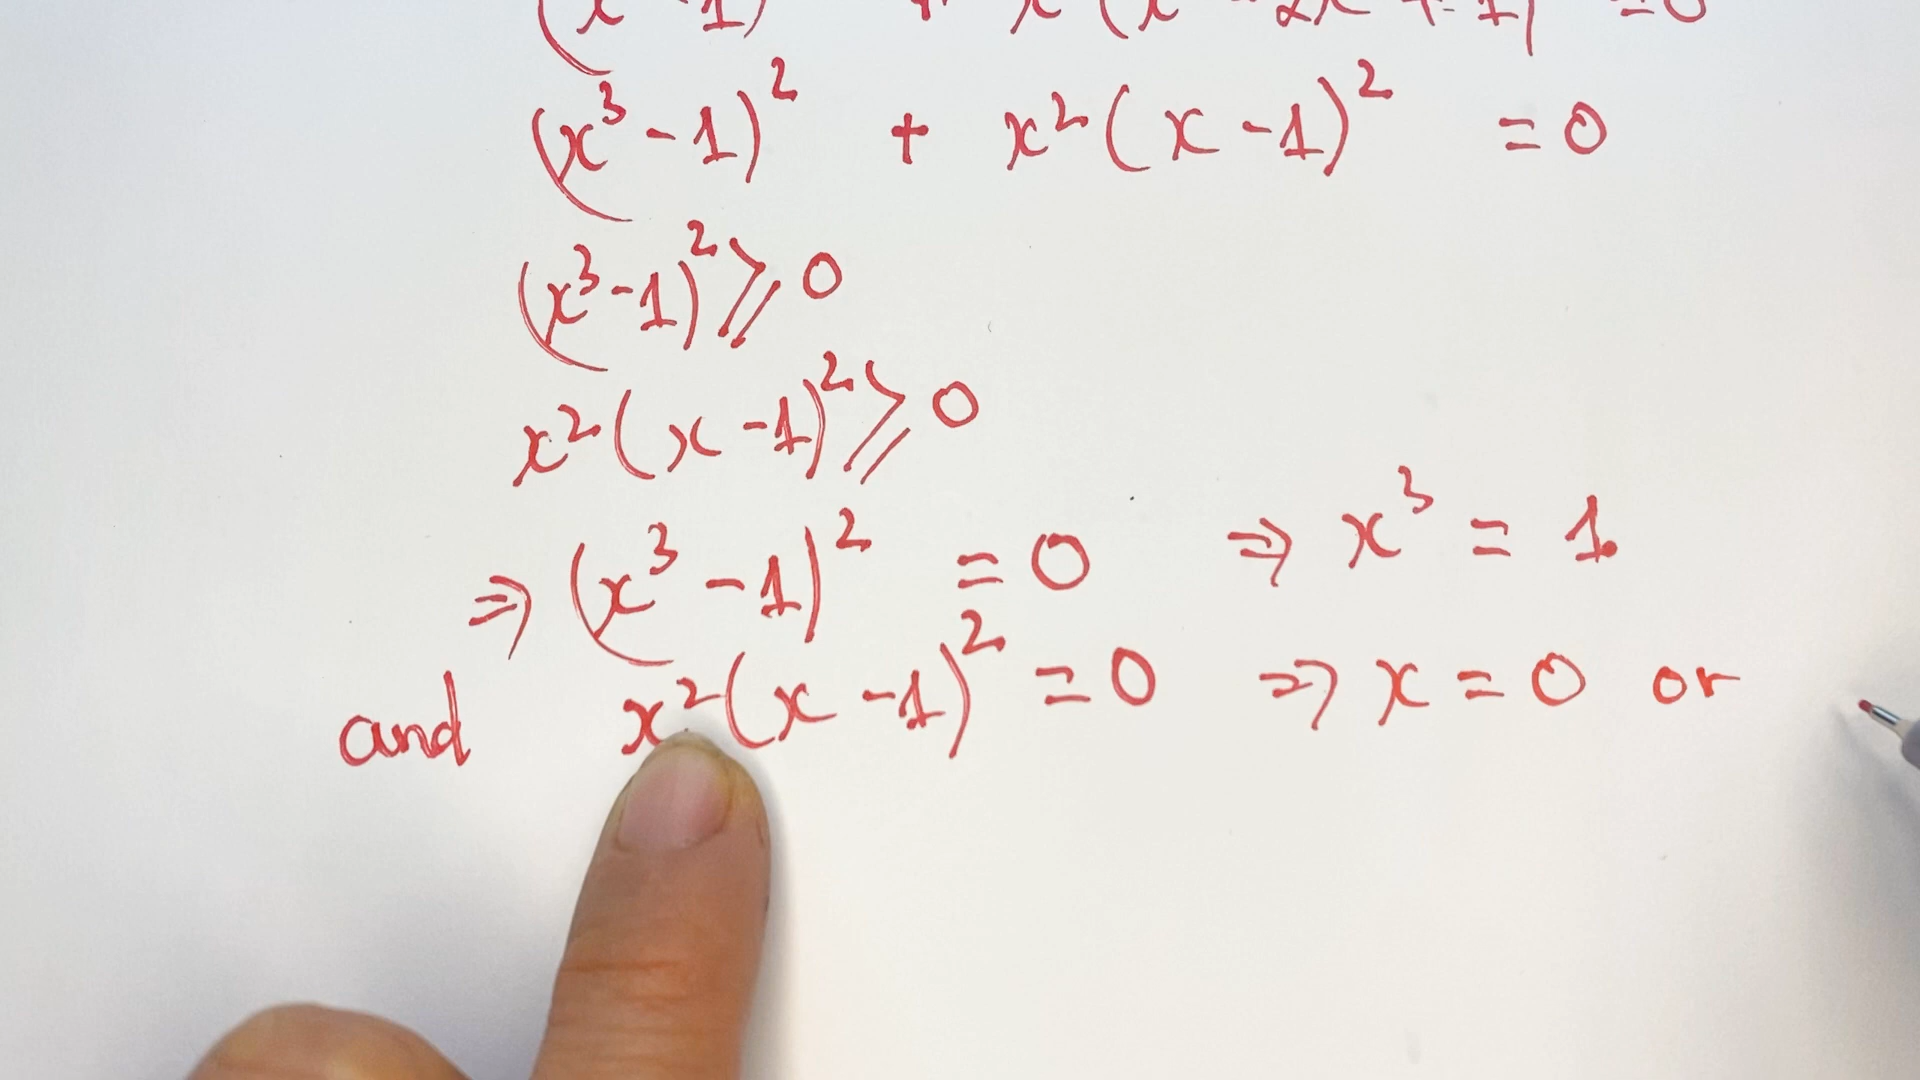 (x³ - 1)² + x²(x - 1)² = 0
(x³ - 1)² ⩾ 0
x²(x - 1)² ⩾ 0
⇒ (x³ - 1)² = 0 ⇒ x³ = 1
and x²(x - 1)² = 0 ⇒ x = 0 or